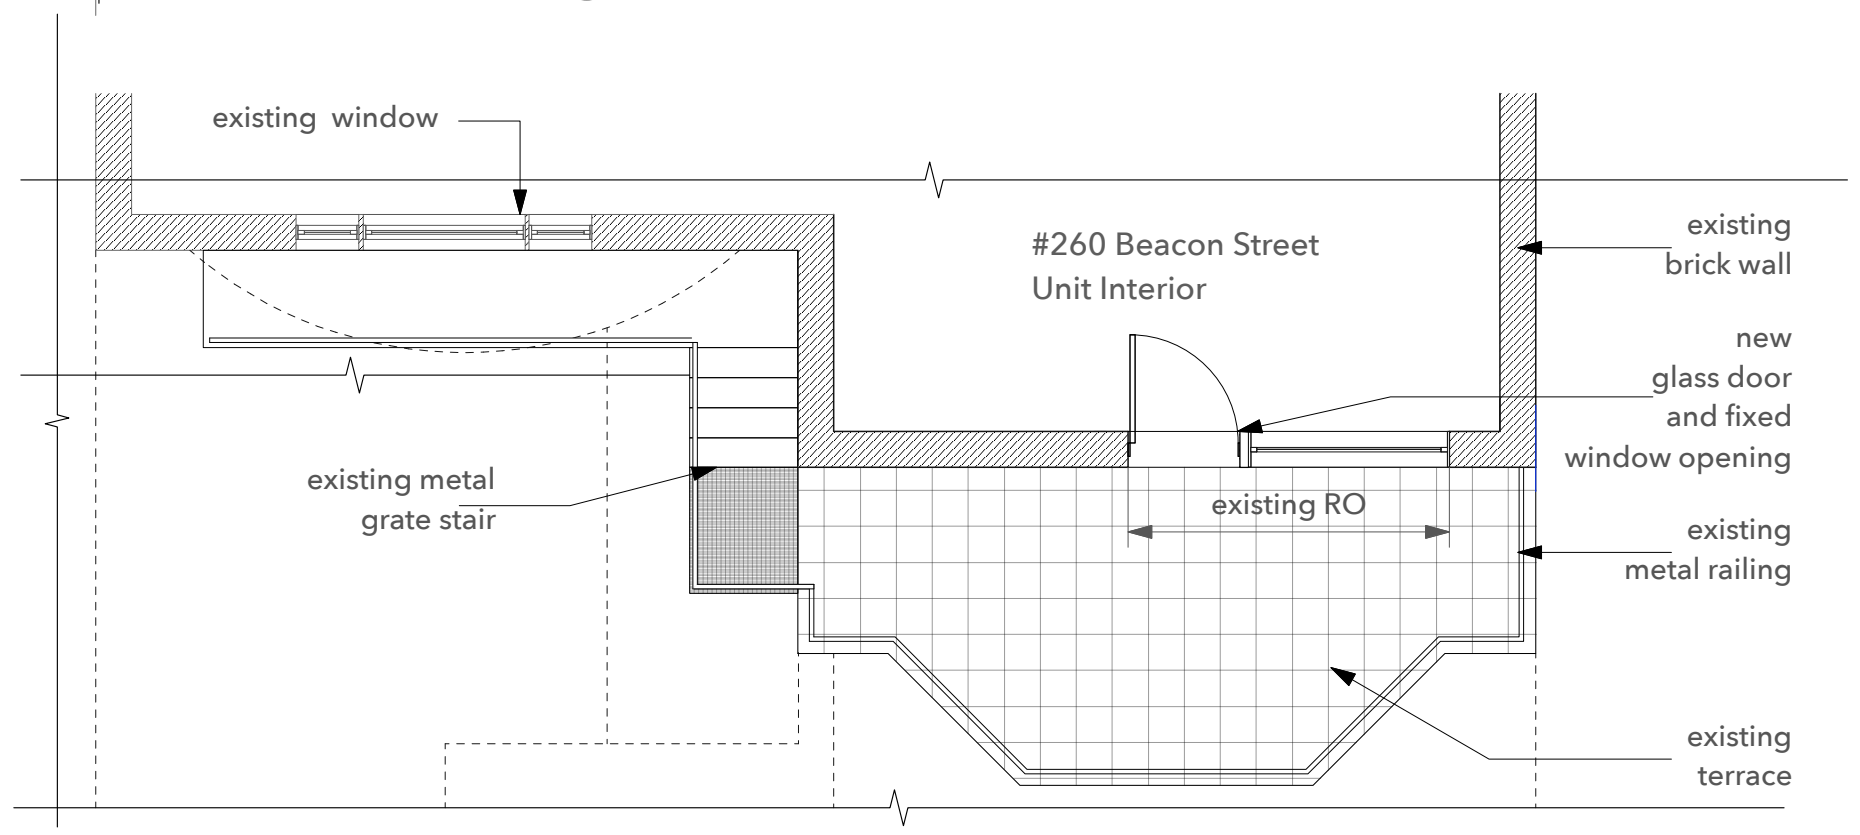 existing window
#260 Beacon Street
Unit Interior
existing
brick wall
new
glass door
and fixed
window opening
existing metal
grate stair
existing RO
existing
metal railing
existing
terrace